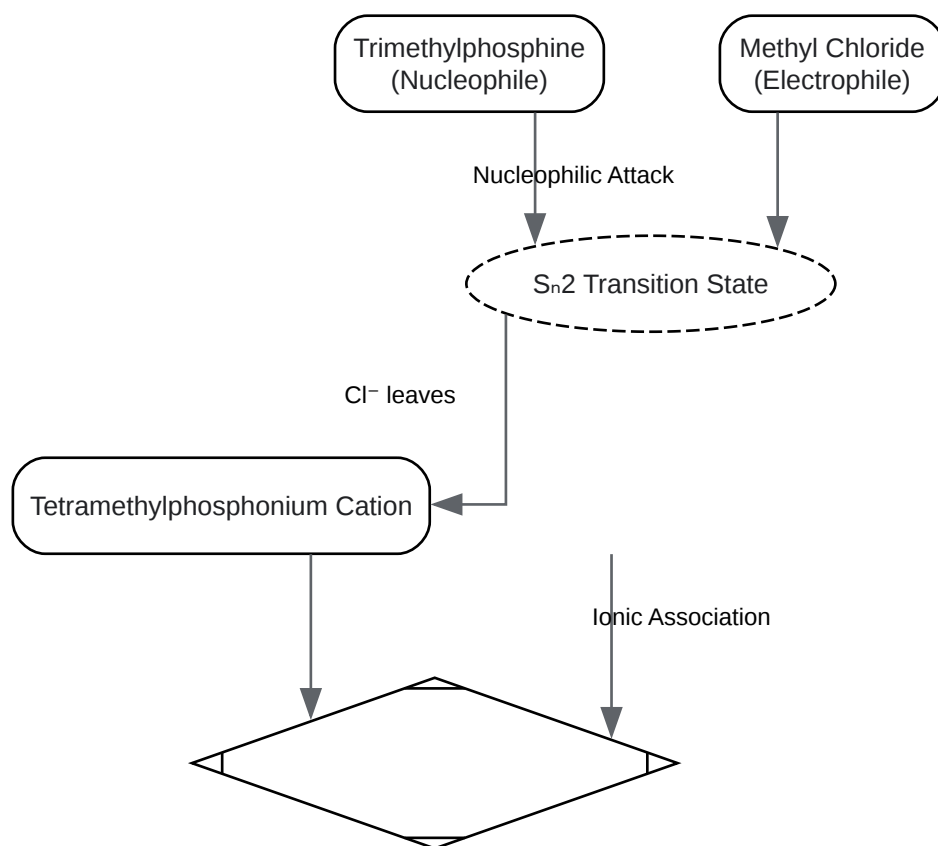 Trimethylphosphine
(Nucleophile)
Methyl Chloride
(Electrophile)
Nucleophilic Attack
Sₙ2 Transition State
Cl⁻ leaves
Tetramethylphosphonium Cation
Ionic Association